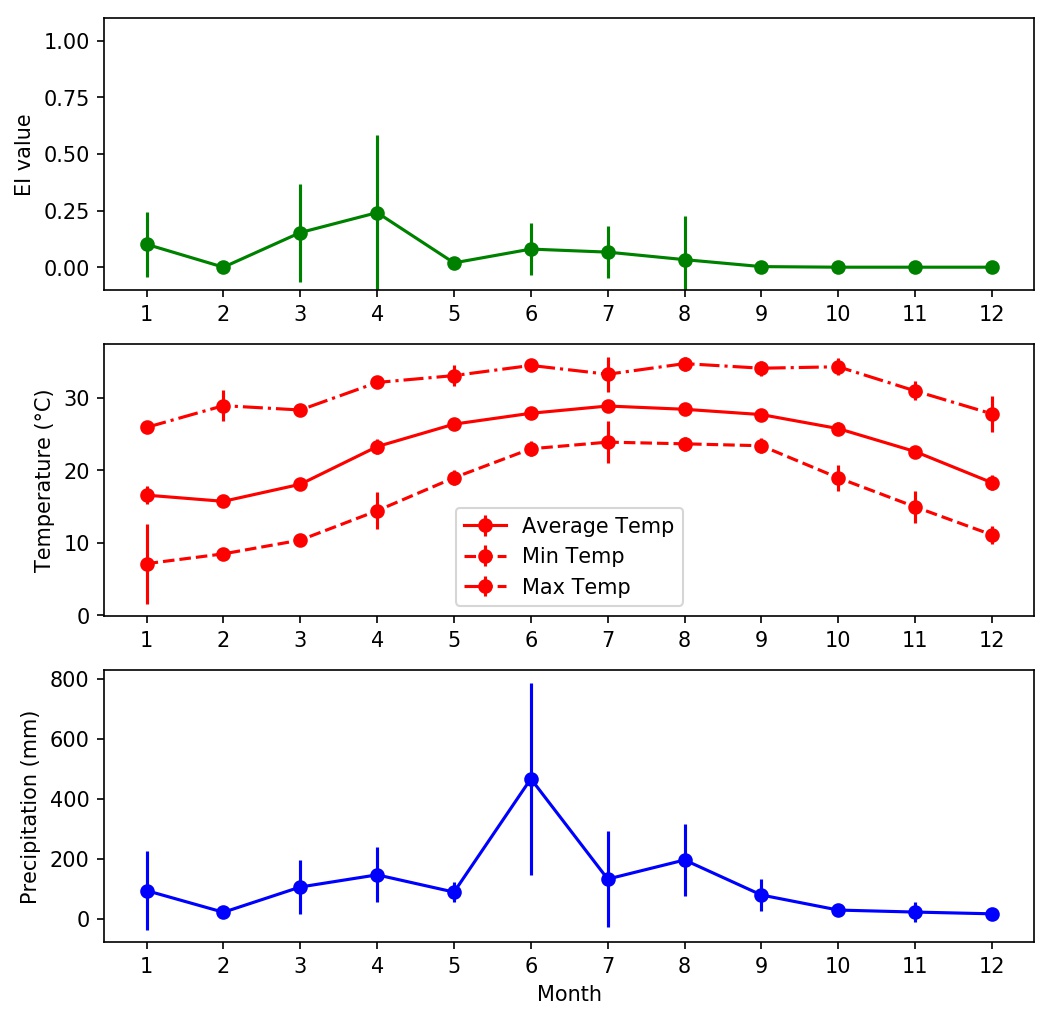 EI value
1.00
0.75
0.50
0.25
0.00
1 2 3 4 5 6 7 8 9 10 11 12
Temperature (°C)
30
20
10
0
Average Temp
Min Temp
Max Temp
1 2 3 4 5 6 7 8 9 10 11 12
Precipitation (mm)
800
600
400
200
0
1 2 3 4 5 6 7 8 9 10 11 12
Month